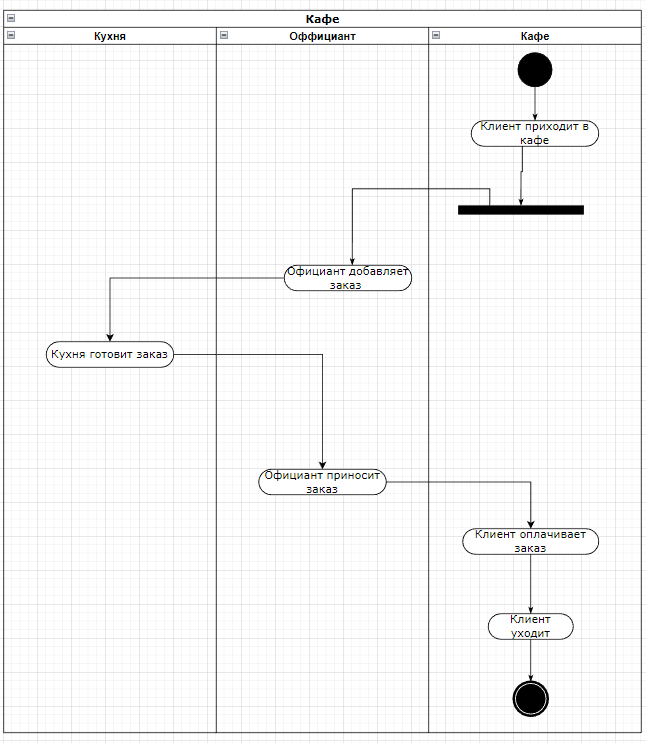 Кафе
Кухня
Оффициант
Кафе
Клиент приходит в
кафе
Официант добавляет
заказ
Кухня готовит заказ
Официант приносит
заказ
Клиент оплачивает
заказ
Клиент
уходит